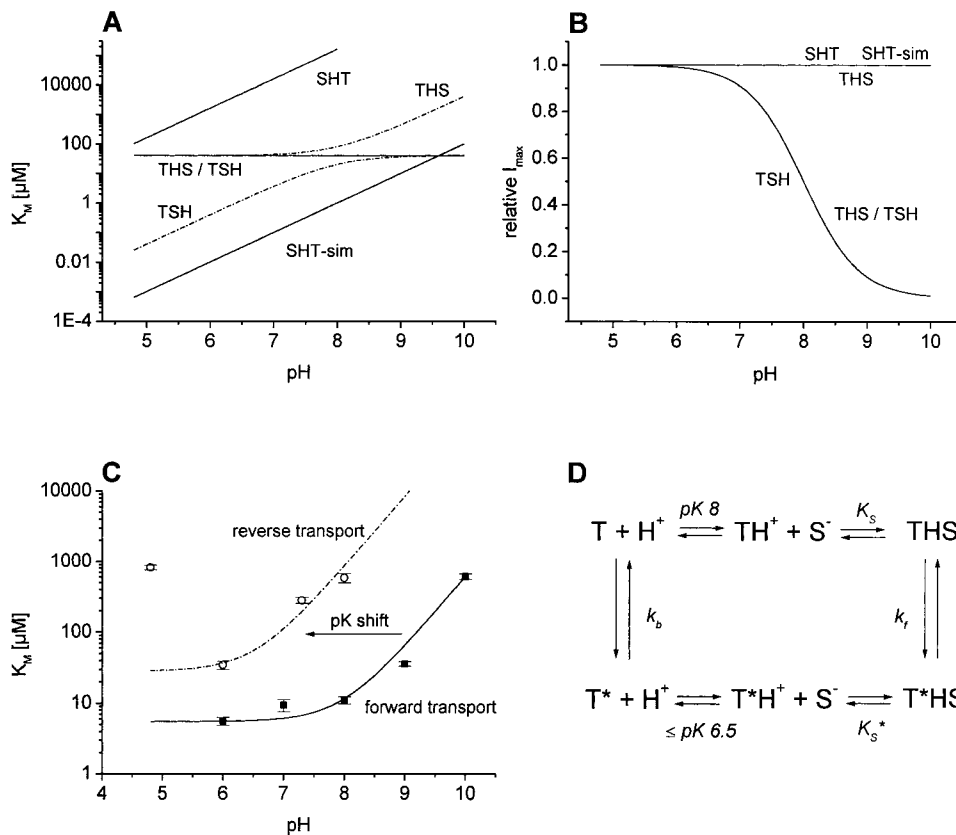 A
K_M [µM]
10000
100
1
0.01
1E-4
SHT
THS
THS / TSH
TSH
SHT-sim
5 6 7 8 9 10
pH
B
relative I_max
1.0
0.8
0.6
0.4
0.2
0.0
SHT SHT-sim
THS
TSH
THS / TSH
5 6 7 8 9 10
pH
C
K_M [µM]
10000
1000
100
10
1
reverse transport
pK shift
forward transport
4 5 6 7 8 9 10
pH
D
pK 8 K_S
T + H⁺ ⇌ TH⁺ + S⁻ ⇌ THS
k_b k_f
T* + H⁺ ⇌ T*H⁺ + S⁻ ⇌ T*HS
≤ pK 6.5 K_S*